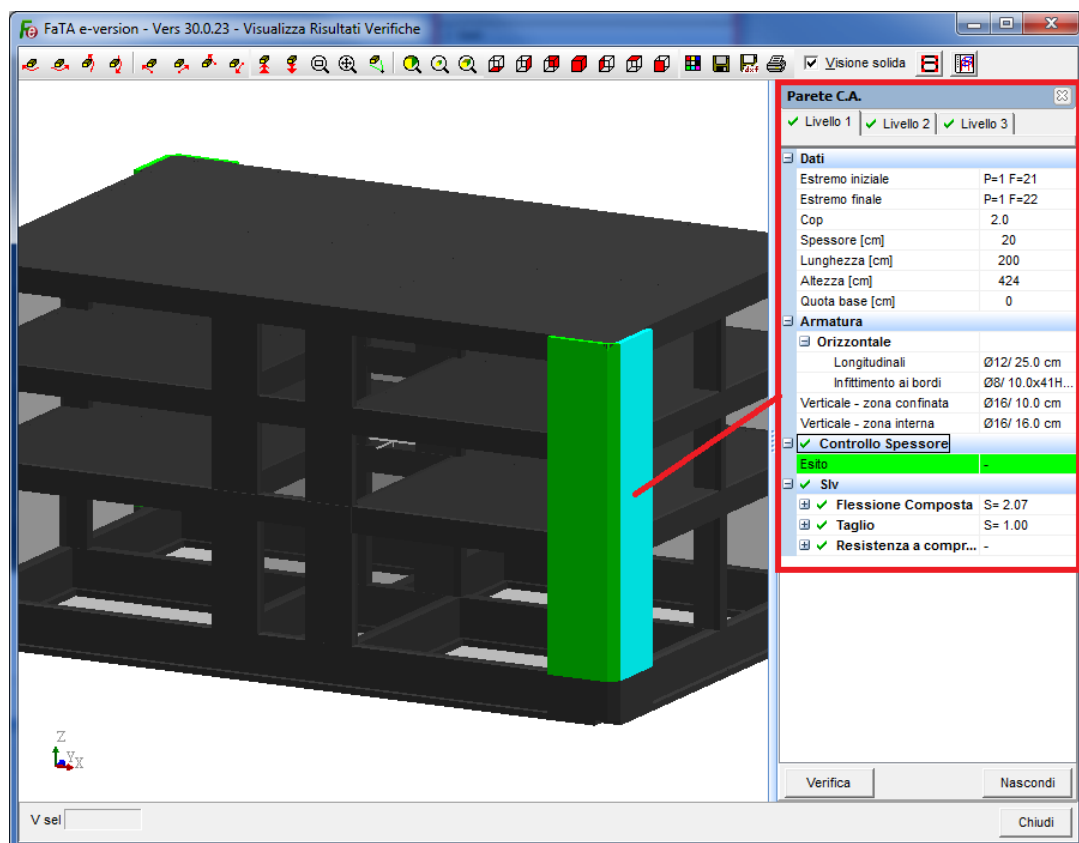 FaTA e-version - Vers 30.0.23 - Visualizza Risultati Verifiche
dxf
Visione solida
Parete C.A.
Livello 1
Livello 2
Livello 3
Dati
Estremo iniziale P=1 F=21
Estremo finale P=1 F=22
Cop 2.0
Spessore [cm] 20
Lunghezza [cm] 200
Altezza [cm] 424
Quota base [cm] 0
Armatura
Orizzontale
Longitudinali Ø12/ 25.0 cm
Infittimento ai bordi Ø8/ 10.0x41H...
Verticale - zona confinata Ø16/ 10.0 cm
Verticale - zona interna Ø16/ 16.0 cm
Controllo Spessore
Esito -
Slv
Flessione Composta S= 2.07
Taglio S= 1.00
Resistenza a compr... -
Z
Y
X
Verifica
Nascondi
V sel
Chiudi